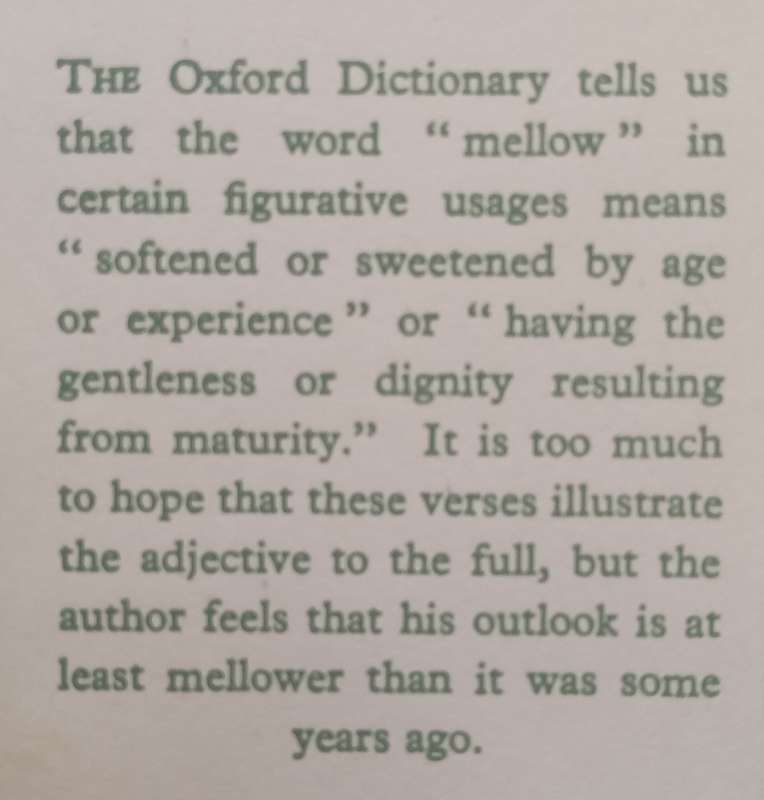 THE Oxford Dictionary tells us
that the word “ mellow ” in
certain figurative usages means
“ softened or sweetened by age
or experience ” or “ having the
gentleness or dignity resulting
from maturity.” It is too much
to hope that these verses illustrate
the adjective to the full, but the
author feels that his outlook is at
least mellower than it was some
years ago.